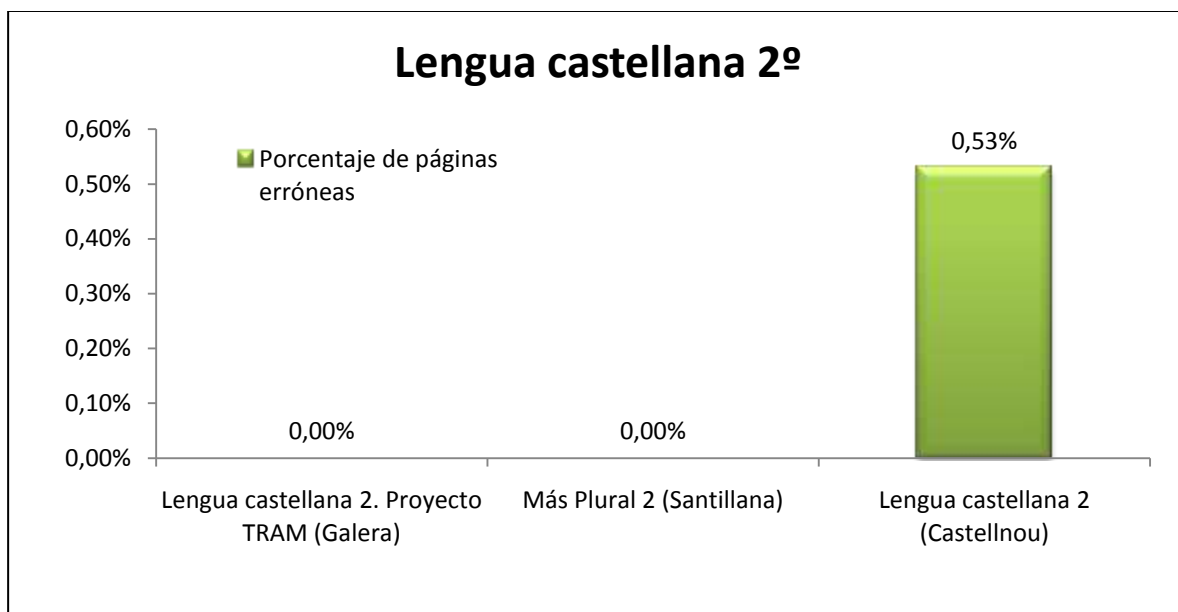 Lengua castellana 2º
0,60%
0,50%
0,40%
0,30%
0,20%
0,10%
0,00%
Porcentaje de páginas
erróneas
0,00%
0,00%
0,53%
Lengua castellana 2. Proyecto
TRAM (Galera)
Más Plural 2 (Santillana)
Lengua castellana 2
(Castellnou)